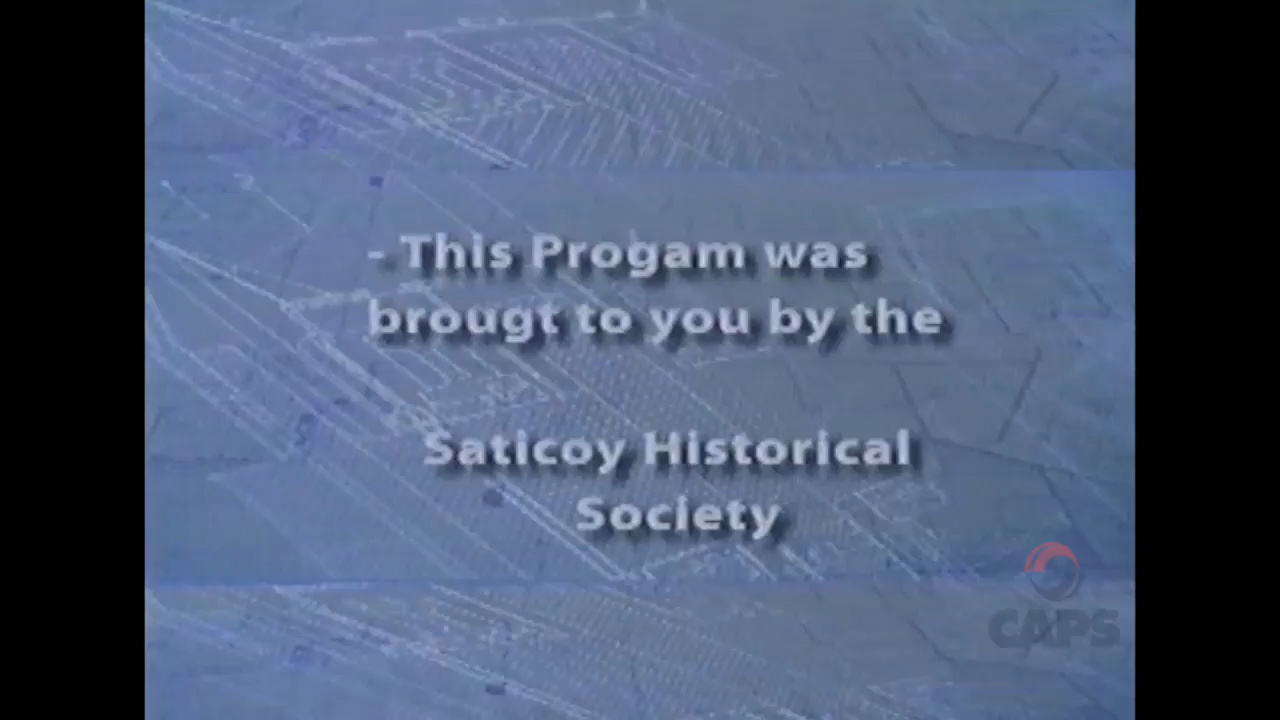 - This Progam was
brougt to you by the
Saticoy Historical
Society
CAPS